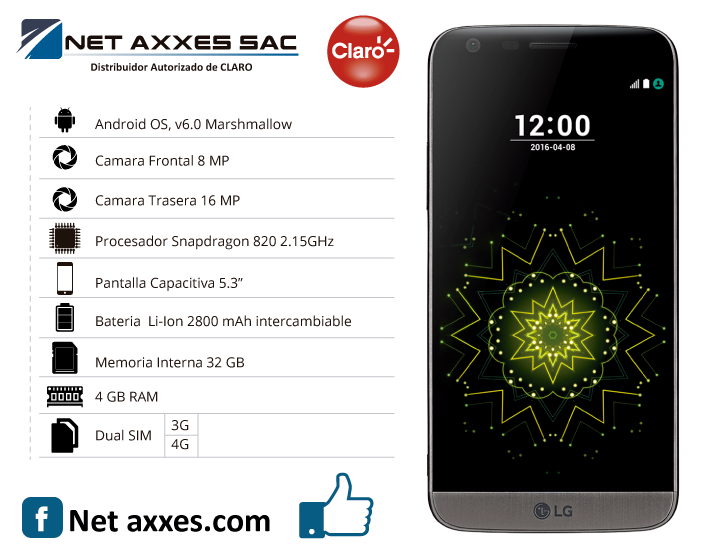 NET AXXES SAC
Distribuidor Autorizado de CLARO
Claro
Android OS, v6.0 Marshmallow
Camara Frontal 8 MP
Camara Trasera 16 MP
Procesador Snapdragon 820 2.15GHz
Pantalla Capacitiva 5.3”
Bateria Li-Ion 2800 mAh intercambiable
Memoria Interna 32 GB
4 GB RAM
Dual SIM
3G
4G
f Net axxes.com
12:00
2016-04-08
LG